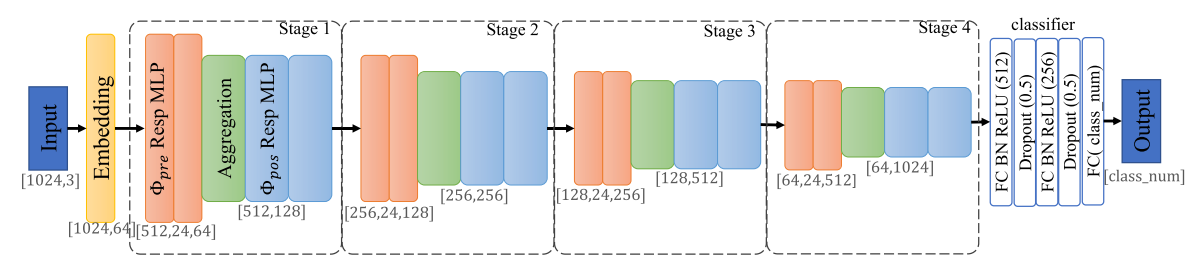 Input
[1024,3]
Embedding
[1024,64]
Stage 1
Φpre Resp MLP
[512,24,64]
Aggregation
Φpos Resp MLP
[512,128]
Stage 2
[256,24,128]
[256,256]
Stage 3
[128,24,256]
[128,512]
Stage 4
[64,24,512]
[64,1024]
classifier
FC BN ReLU (512)
Dropout (0.5)
FC BN ReLU (256)
Dropout (0.5)
FC( class_num)
Output
[class_num]